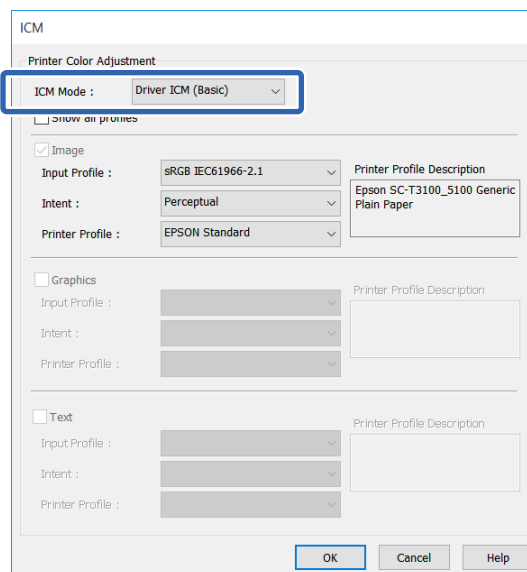 ICM
Printer Color Adjustment
ICM Mode : Driver ICM (Basic)
Show all profiles
Image
Input Profile : sRGB IEC61966-2.1 Printer Profile Description
Epson SC-T3100_5100 Generic
Plain Paper
Intent : Perceptual
Printer Profile : EPSON Standard
Graphics
Input Profile : Printer Profile Description
Intent :
Printer Profile :
Text
Printer Profile Description
Input Profile :
Intent :
Printer Profile :
OK Cancel Help